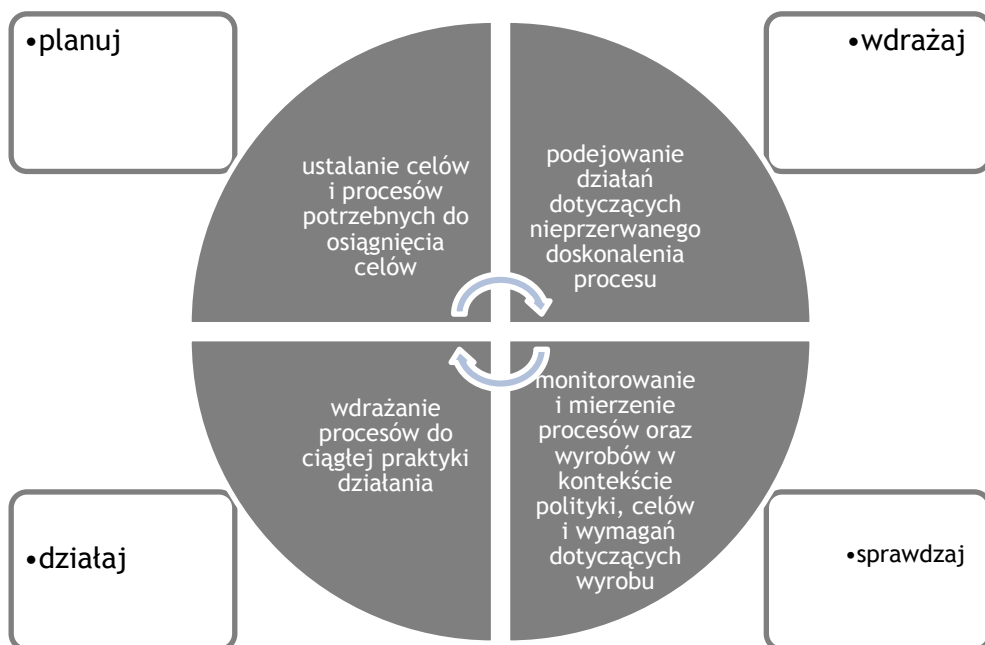 •planuj
•wdrażaj
ustalanie celów
i procesów
potrzebnych do
osiągnięcia
celów
podejowanie
działań
dotyczących
nieprzerwanego
doskonalenia
procesu
wdrażanie
procesów do
ciągłej praktyki
działania
monitorowanie
i mierzenie
procesów oraz
wyrobów w
kontekście
polityki, celów
i wymagań
dotyczących
wyrobu
•działaj
•sprawdzaj